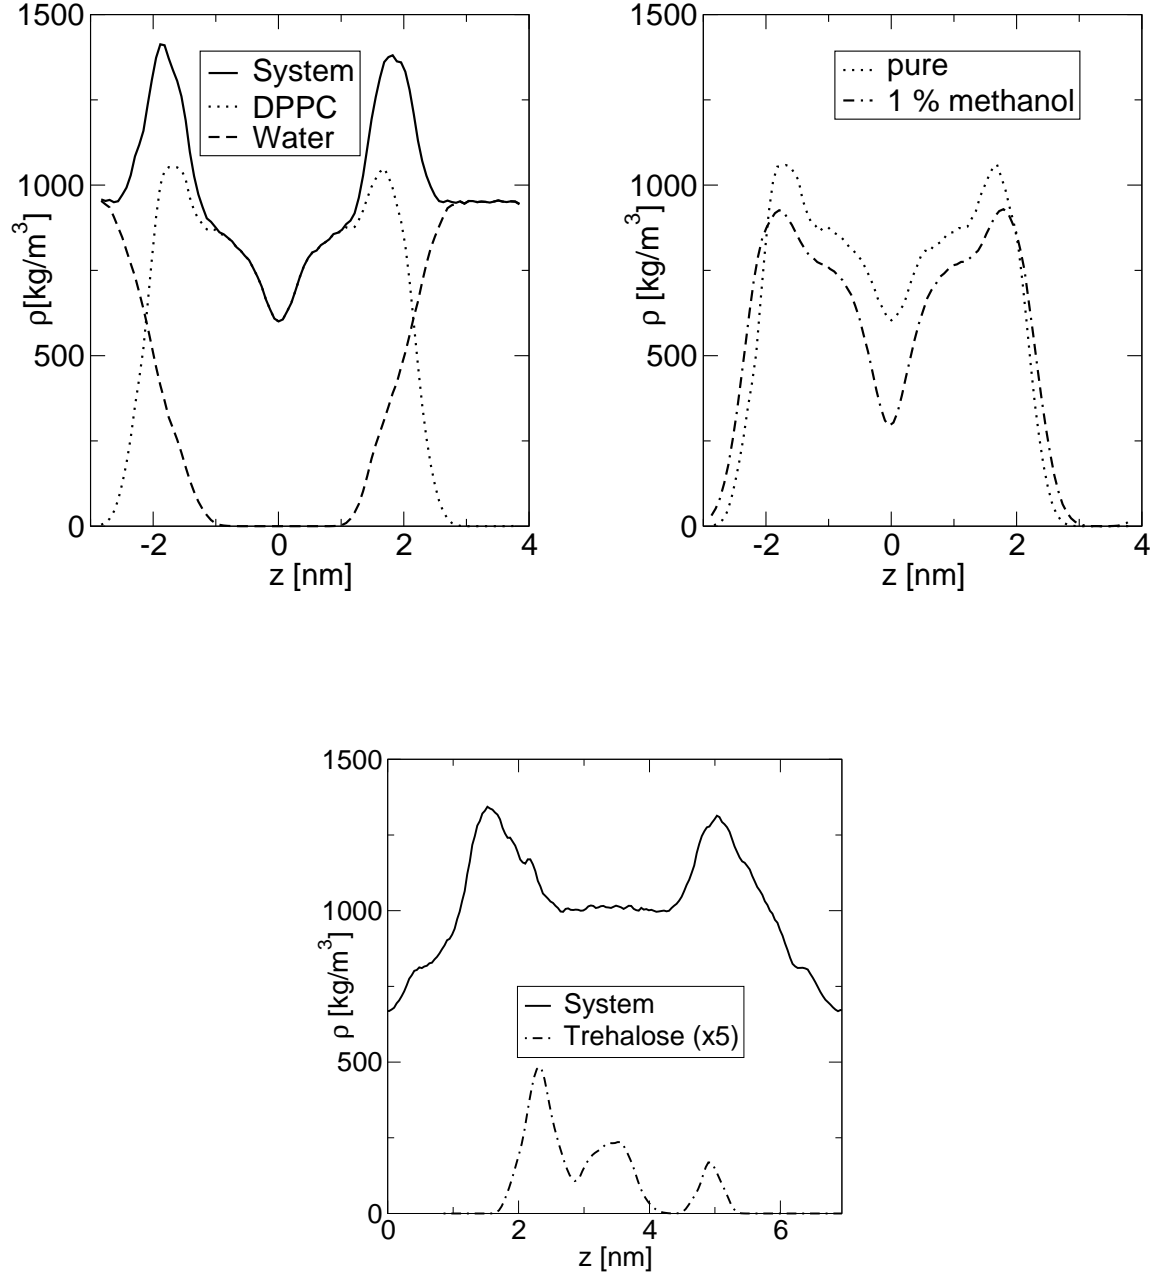 1500
1000
500
0
ρ[kg/m³]
System
DPPC
Water
-2
0
2
4
z [nm]
1500
1000
500
0
ρ [kg/m³]
pure
1 % methanol
-2
0
2
4
z [nm]
1500
1000
500
0
ρ [kg/m³]
System
Trehalose (x5)
0
2
4
6
z [nm]